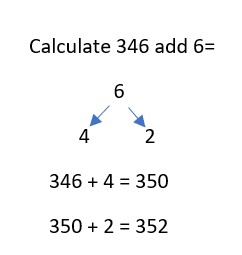 Calculate 346 add 6=
6
4 2
346 + 4 = 350
350 + 2 = 352